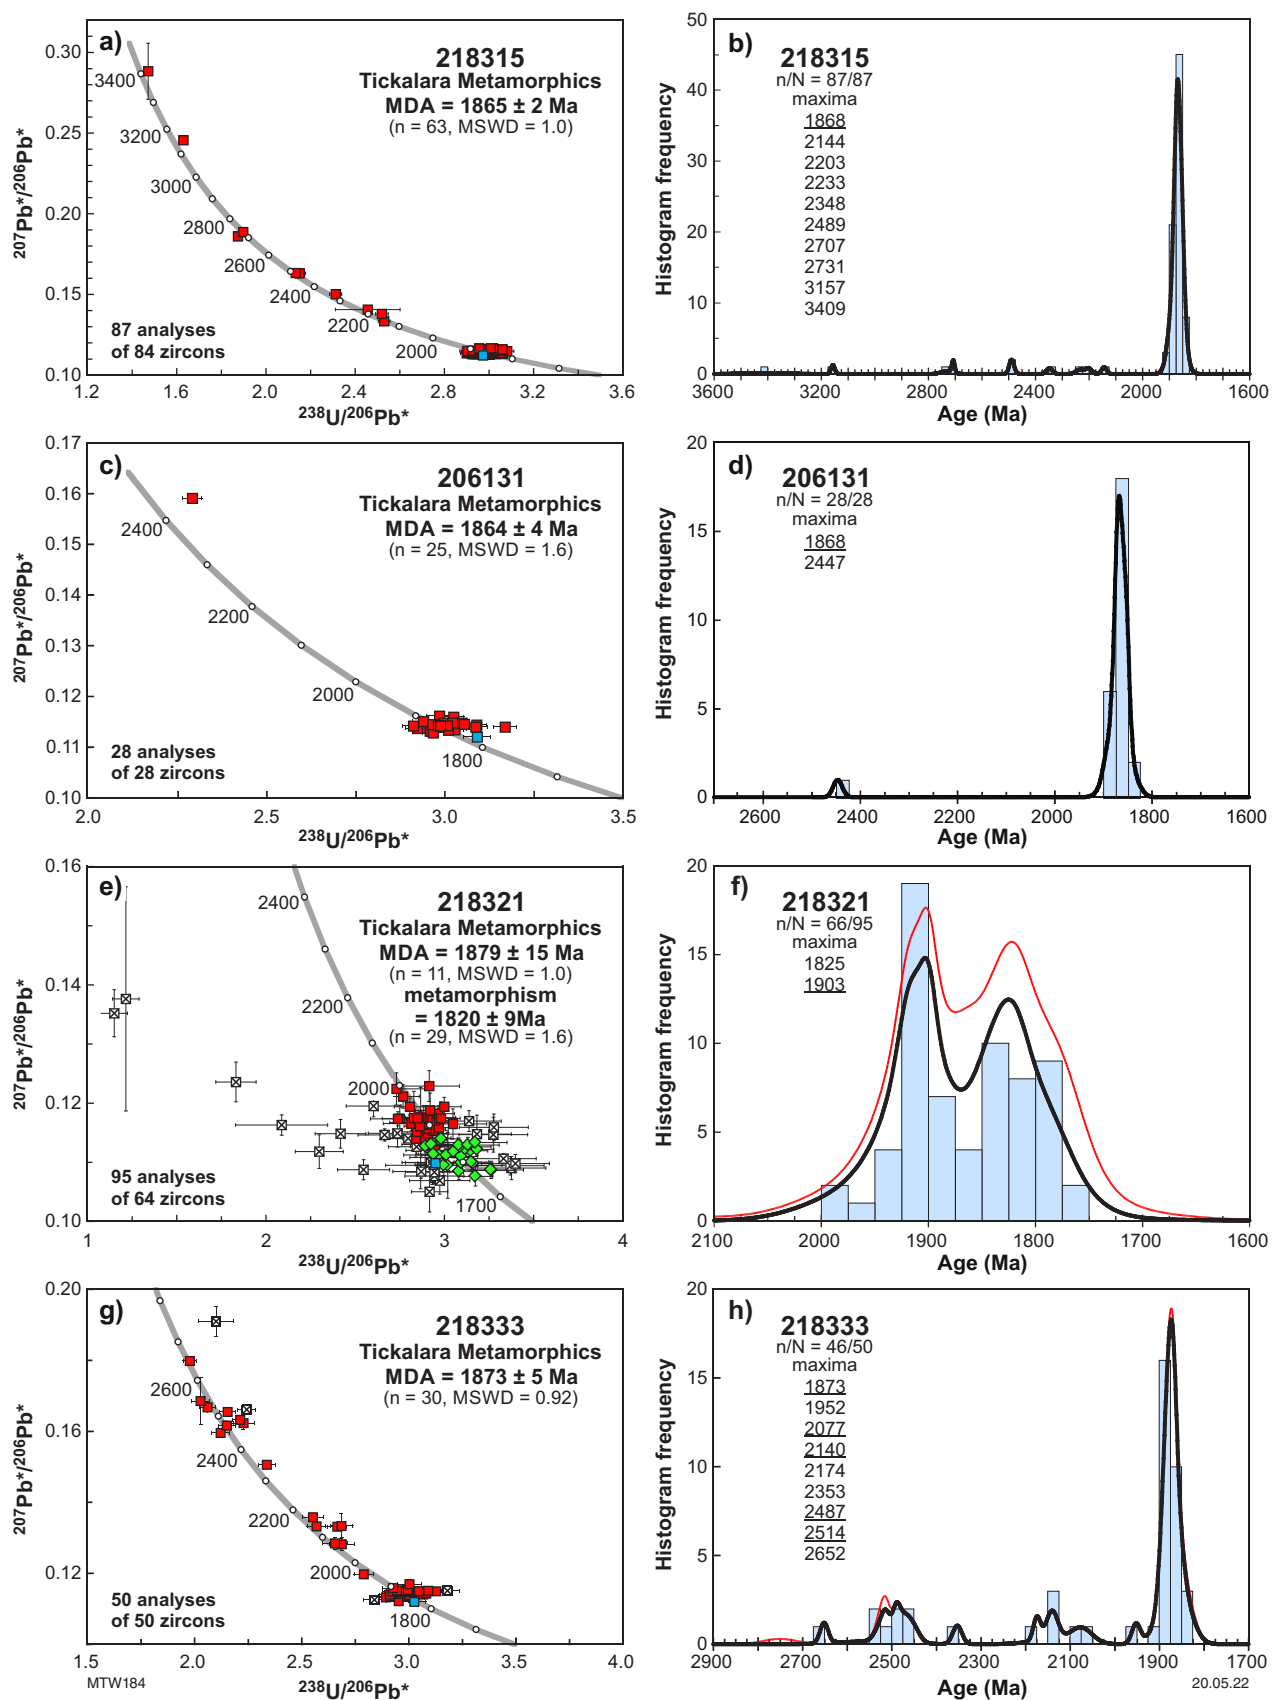 a)
218315
Tickalara Metamorphics
MDA = 1865 ± 2 Ma
(n = 63, MSWD = 1.0)
0.30
0.25
0.20
0.15
0.10
3400
3200
3000
2800
2600
2400
2200
2000
87 analyses
of 84 zircons
1.2 1.6 2.0 2.4 2.8 3.2 3.6
238U/206Pb*
207Pb*/206Pb*
b)
218315
n/N = 87/87
maxima
1868
2144
2203
2233
2348
2489
2707
2731
3157
3409
50
40
30
20
10
0
3600 3200 2800 2400 2000 1600
Age (Ma)
Histogram frequency
c)
206131
Tickalara Metamorphics
MDA = 1864 ± 4 Ma
(n = 25, MSWD = 1.6)
0.17
0.16
0.15
0.14
0.13
0.12
0.11
0.10
2400
2200
2000
1800
28 analyses
of 28 zircons
2.0 2.5 3.0 3.5
238U/206Pb*
207Pb*/206Pb*
d)
206131
n/N = 28/28
maxima
1868
2447
20
15
10
5
0
2600 2400 2200 2000 1800 1600
Age (Ma)
Histogram frequency
e)
218321
Tickalara Metamorphics
MDA = 1879 ± 15 Ma
(n = 11, MSWD = 1.0)
metamorphism
= 1820 ± 9Ma
(n = 29, MSWD = 1.6)
0.16
0.14
0.12
0.10
2400
2200
2000
1700
95 analyses
of 64 zircons
1 2 3 4
238U/206Pb*
207Pb*/206Pb*
f)
218321
n/N = 66/95
maxima
1825
1903
20
15
10
5
0
2100 2000 1900 1800 1700 1600
Age (Ma)
Histogram frequency
g)
218333
Tickalara Metamorphics
MDA = 1873 ± 5 Ma
(n = 30, MSWD = 0.92)
0.20
0.16
0.12
2600
2400
2200
2000
1800
50 analyses
of 50 zircons
1.5 2.0 2.5 3.0 3.5 4.0
238U/206Pb*
207Pb*/206Pb*
MTW184
h)
218333
n/N = 46/50
maxima
1873
1952
2077
2140
2174
2353
2487
2514
2652
20
15
10
5
0
2900 2700 2500 2300 2100 1900 1700
Age (Ma)
Histogram frequency
20.05.22